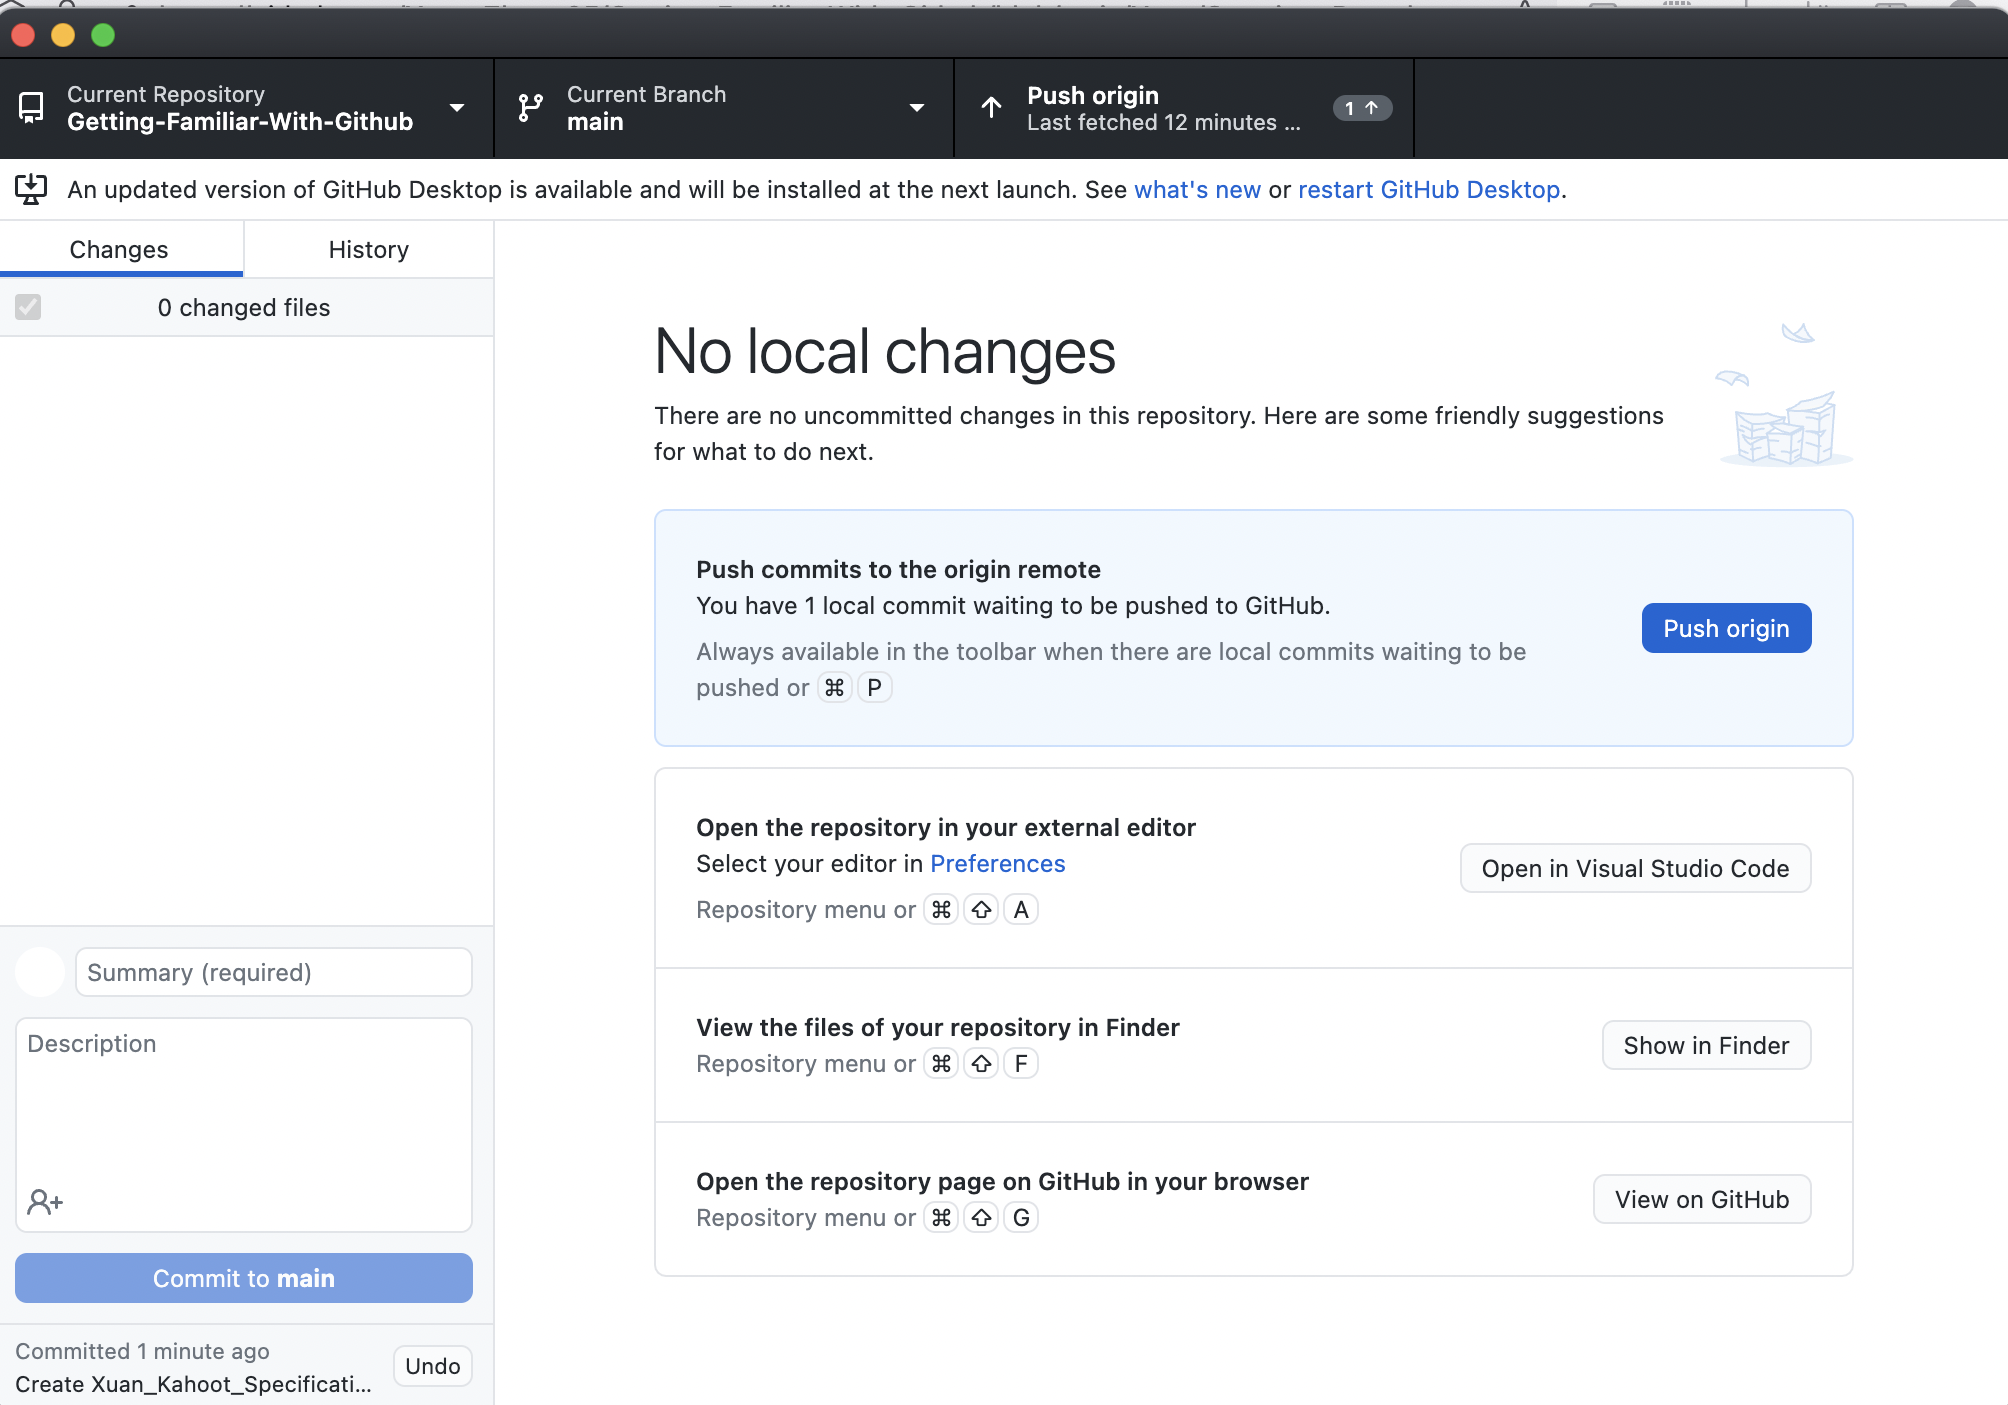 Current Repository
Getting-Familiar-With-Github
Current Branch
main
Push origin
Last fetched 12 minutes ...
1
An updated version of GitHub Desktop is available and will be installed at the next launch. See what's new or restart GitHub Desktop.
Changes
History
0 changed files
No local changes
There are no uncommitted changes in this repository. Here are some friendly suggestions
for what to do next.
Push commits to the origin remote
You have 1 local commit waiting to be pushed to GitHub.
Always available in the toolbar when there are local commits waiting to be
pushed or ⌘ P
Push origin
Open the repository in your external editor
Select your editor in Preferences
Repository menu or ⌘ ⇧ A
Open in Visual Studio Code
View the files of your repository in Finder
Repository menu or ⌘ ⇧ F
Show in Finder
Open the repository page on GitHub in your browser
Repository menu or ⌘ ⇧ G
View on GitHub
Summary (required)
Description
Commit to main
Committed 1 minute ago
Create Xuan_Kahoot_Specificati...
Undo